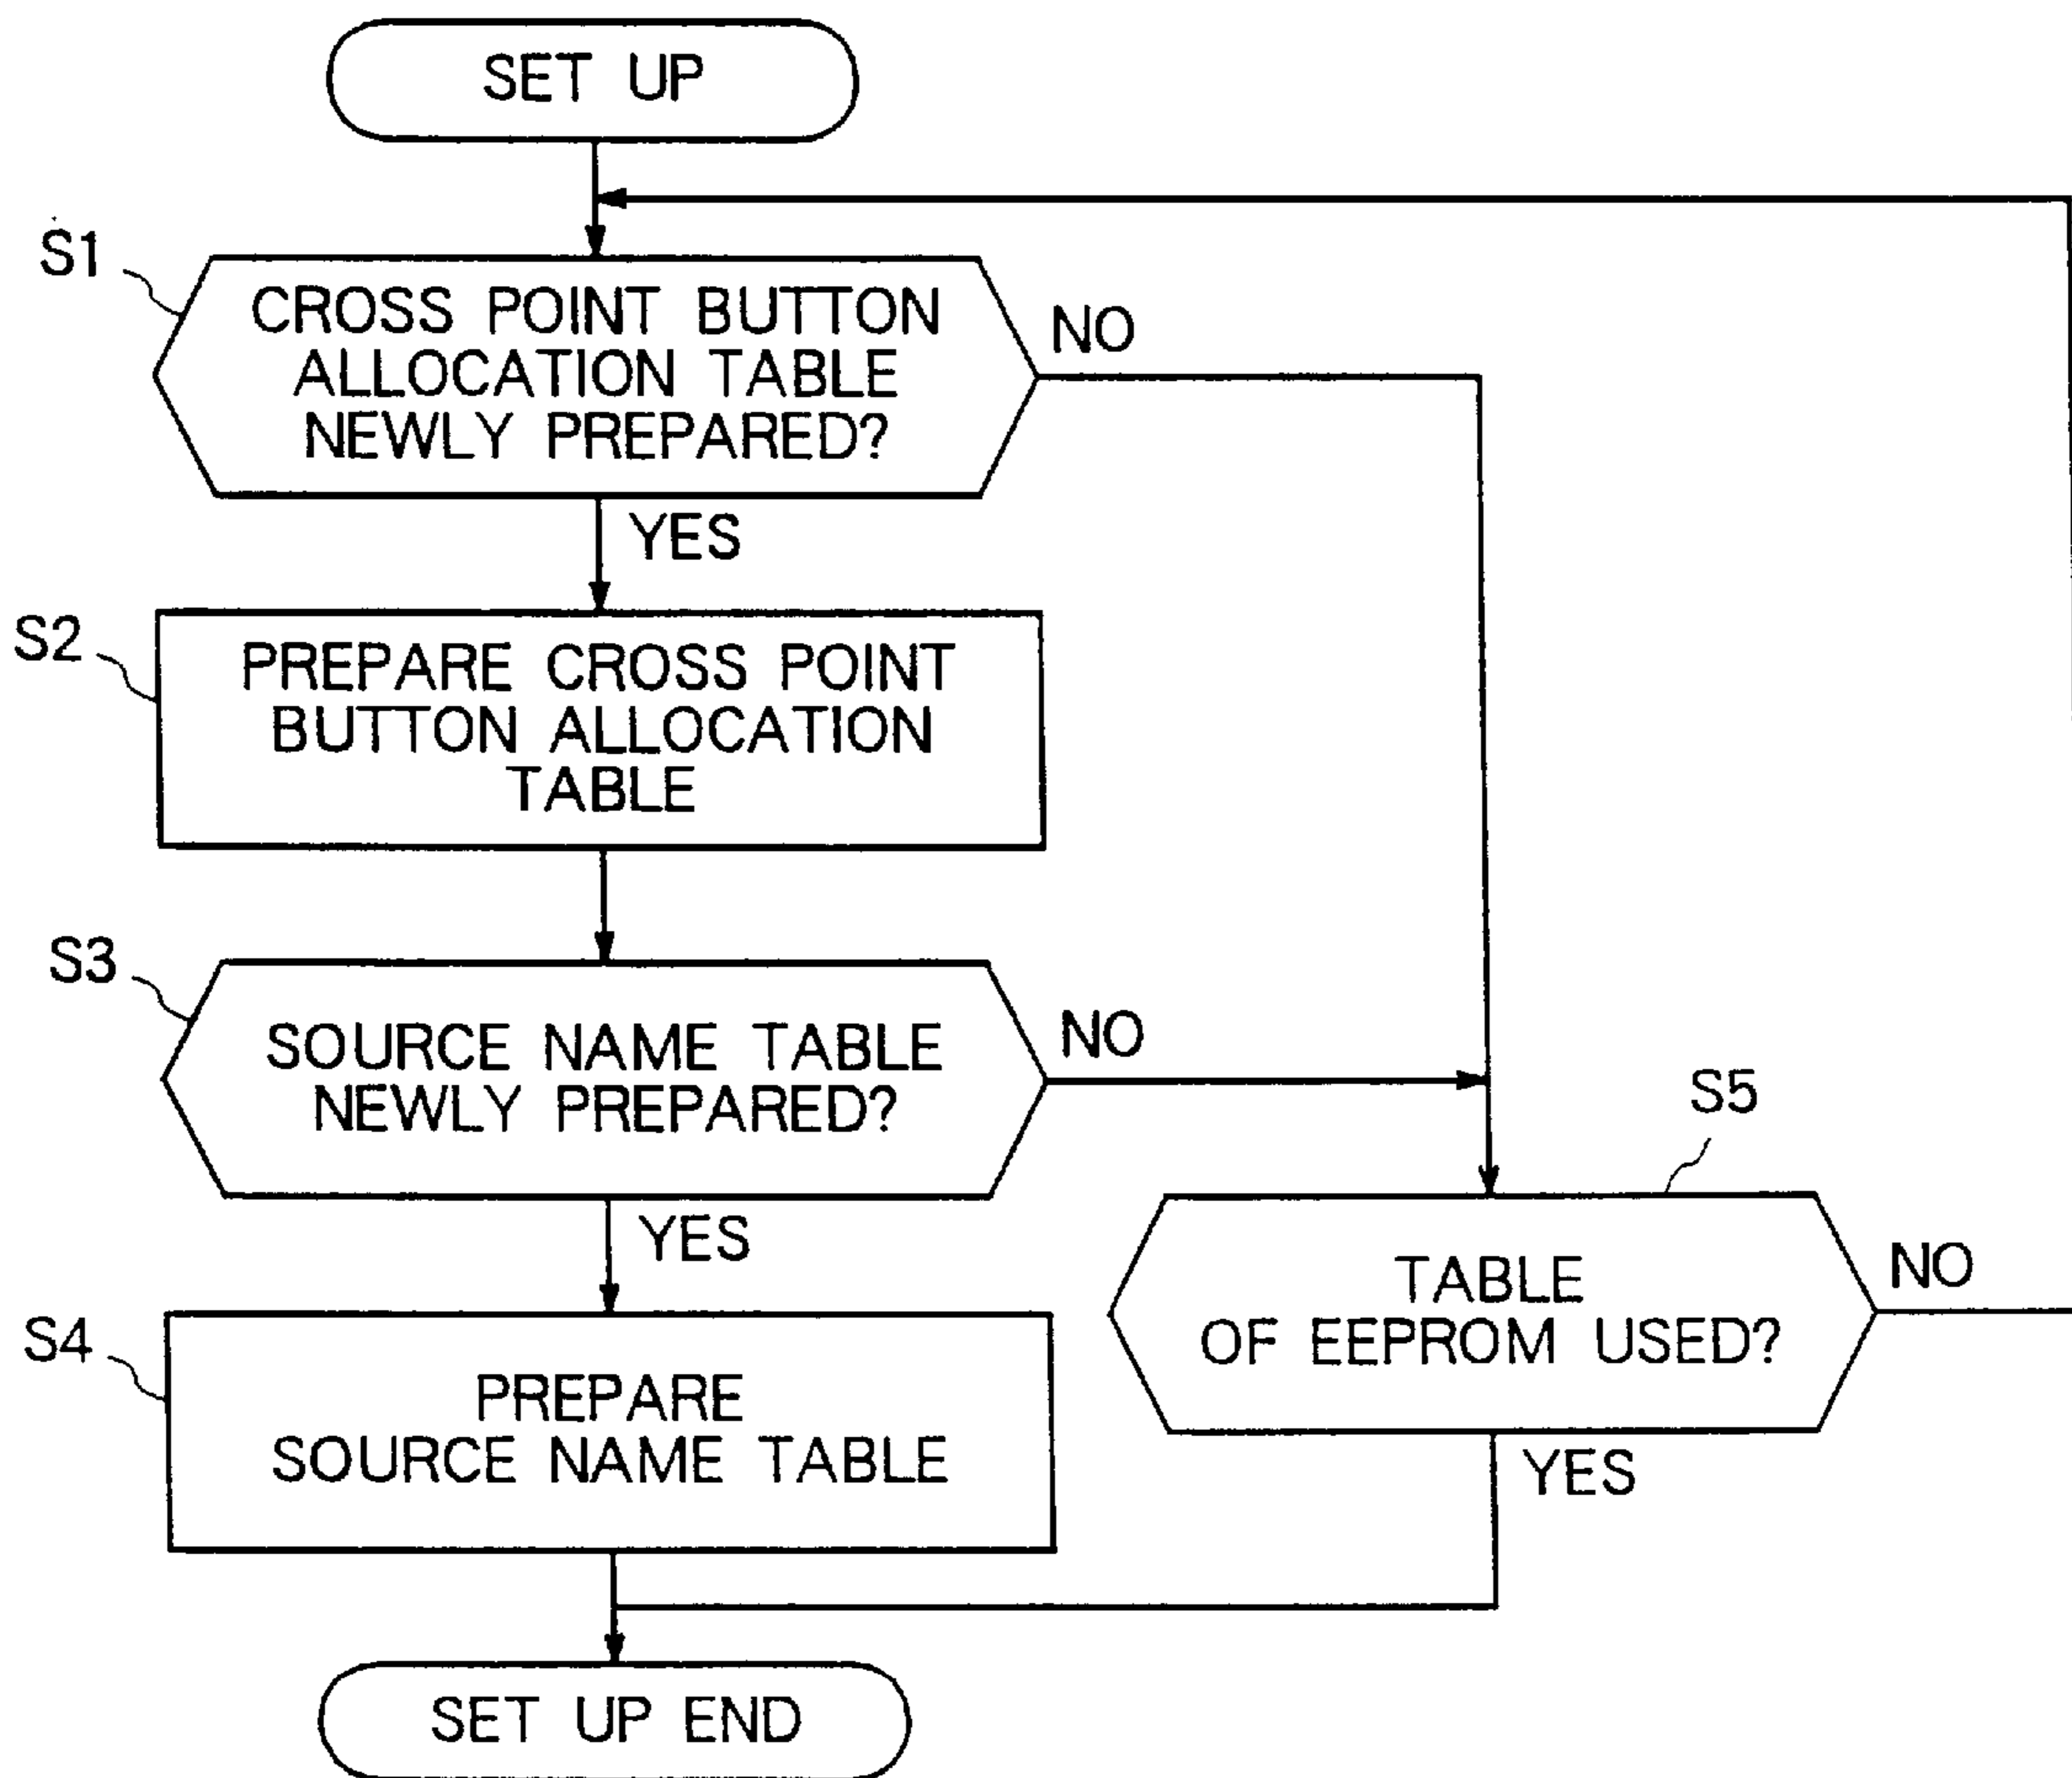 SET UP
S1
CROSS POINT BUTTON
ALLOCATION TABLE
NEWLY PREPARED?
NO
YES
S2
PREPARE CROSS POINT
BUTTON ALLOCATION
TABLE
S3
SOURCE NAME TABLE
NEWLY PREPARED?
NO
YES
S5
TABLE
OF EEPROM USED?
NO
YES
S4
PREPARE
SOURCE NAME TABLE
SET UP END